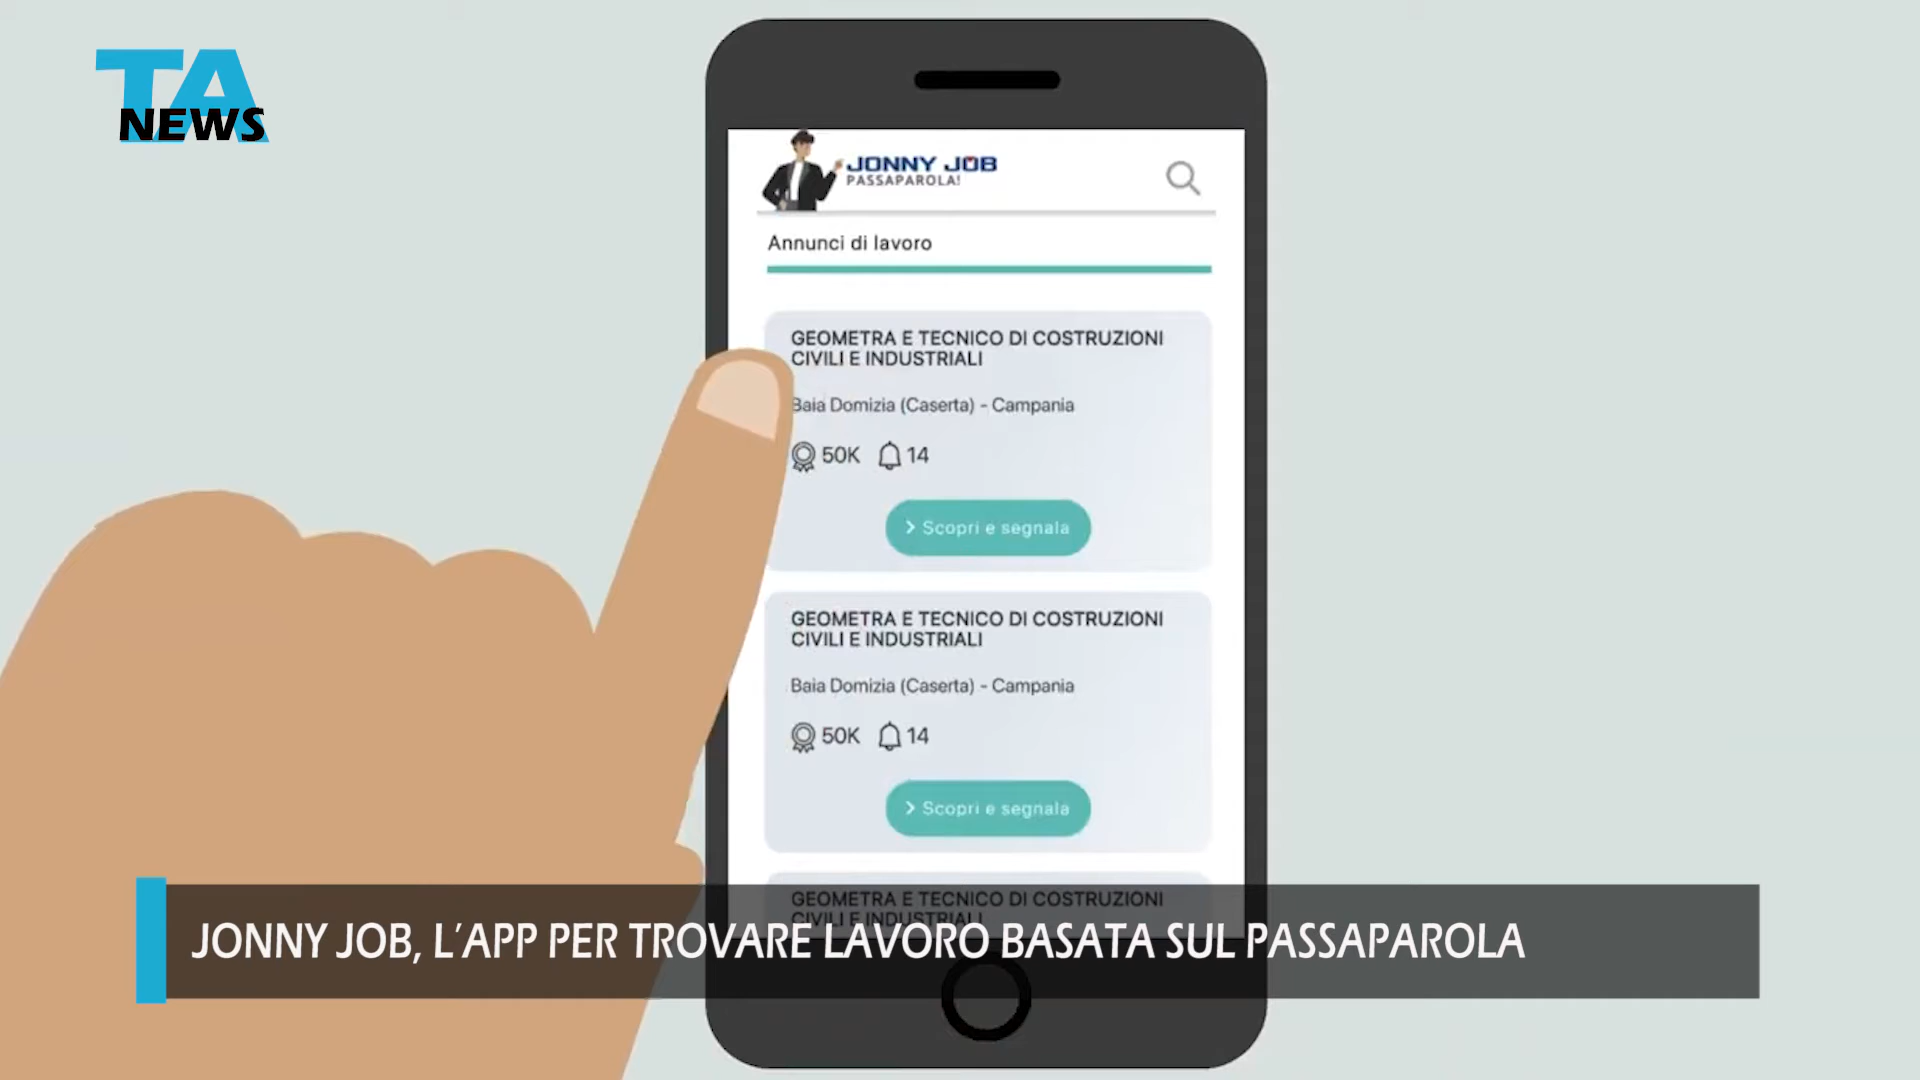 TA
NEWS
JONNY JOB
PASSAPAROLA!
Annunci di lavoro
GEOMETRA E TECNICO DI COSTRUZIONI
CIVILI E INDUSTRIALI
Baia Domizia (Caserta) - Campania
50K 14
> Scopri e segnala
GEOMETRA E TECNICO DI COSTRUZIONI
CIVILI E INDUSTRIALI
Baia Domizia (Caserta) - Campania
50K 14
> Scopri e segnala
GEOMETRA E TECNICO DI COSTRUZIONI
CIVILI E INDUSTRIALI
JONNY JOB, L'APP PER TROVARE LAVORO BASATA SUL PASSAPAROLA